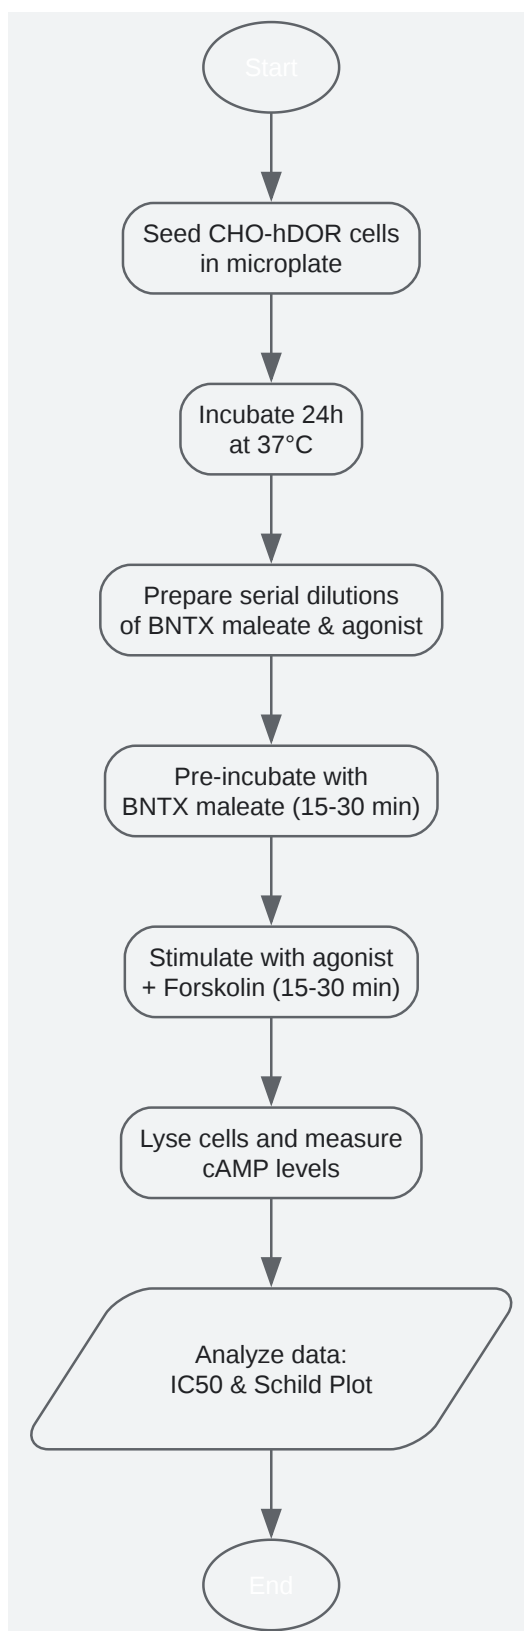 Start
Seed CHO-hDOR cells
in microplate
Incubate 24h
at 37°C
Prepare serial dilutions
of BNTX maleate & agonist
Pre-incubate with
BNTX maleate (15-30 min)
Stimulate with agonist
+ Forskolin (15-30 min)
Lyse cells and measure
cAMP levels
Analyze data:
IC50 & Schild Plot
End